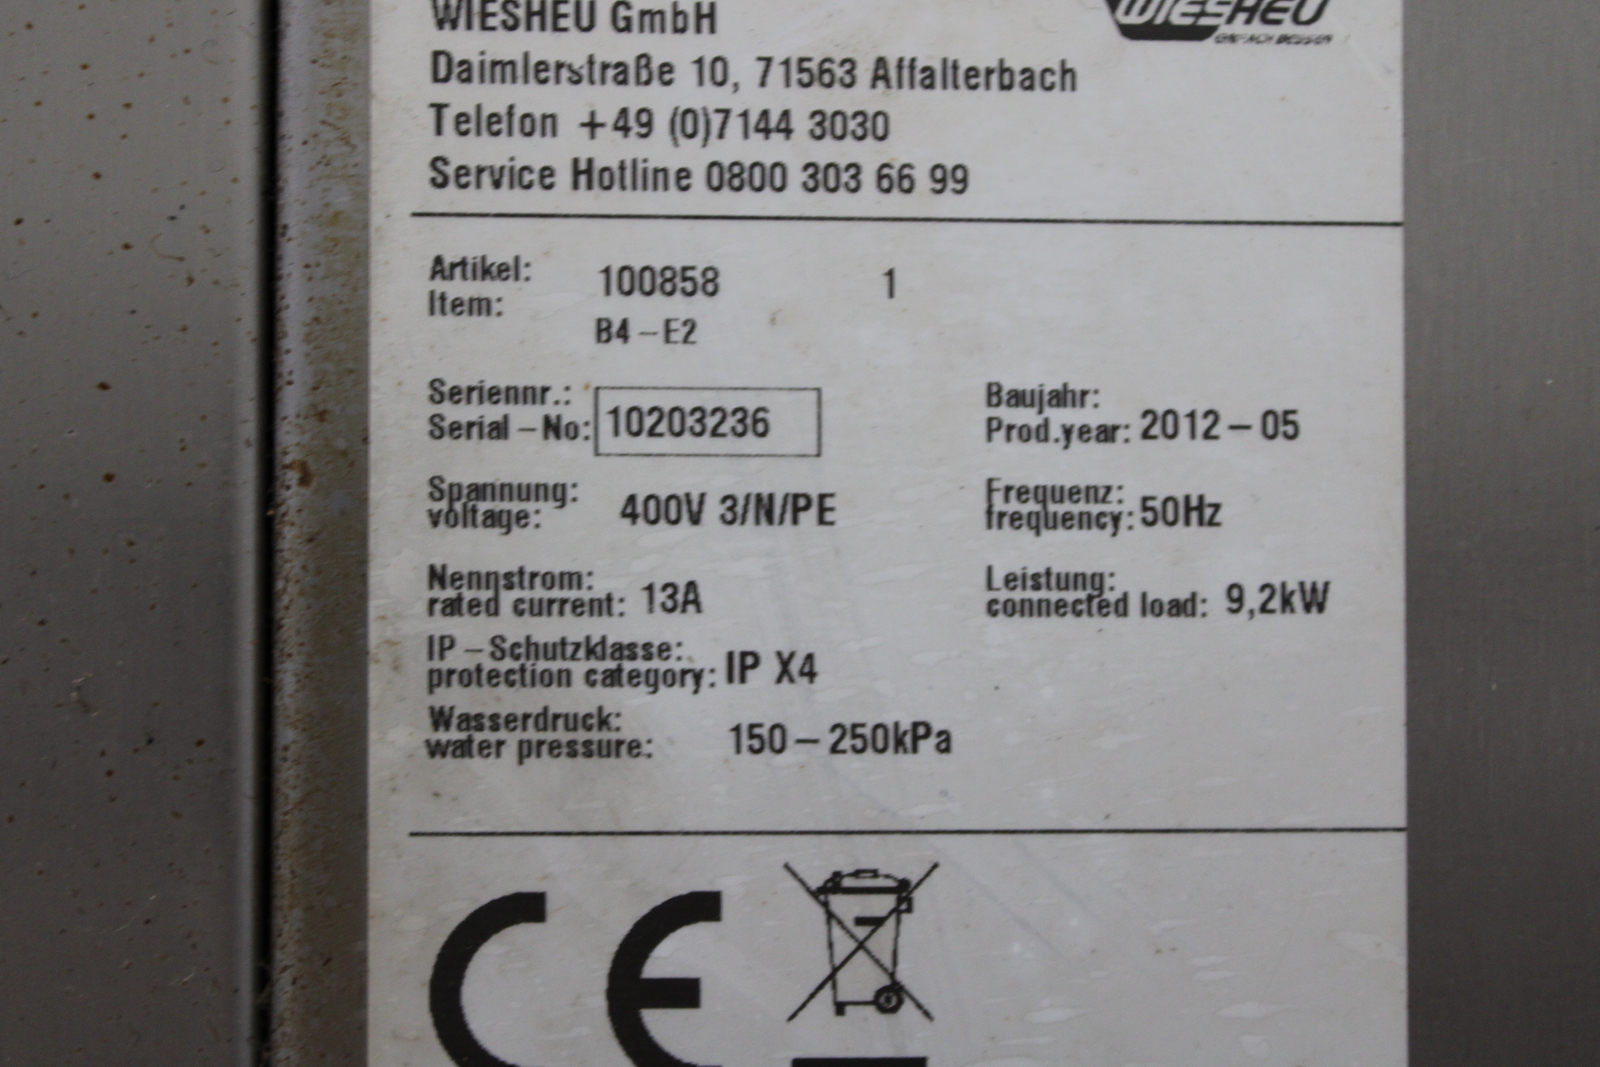 WIESHEU GmbH
WIESHEU
EINFACH BESSER
Daimlerstraße 10, 71563 Affalterbach
Telefon +49 (0)7144 3030
Service Hotline 0800 303 66 99
Artikel: 100858 1
Item:
B4-E2
Seriennr.:
Serial-No: 10203236
Baujahr:
Prod.year: 2012-05
Spannung:
voltage: 400V 3/N/PE
Frequenz:
frequency: 50Hz
Nennstrom:
rated current: 13A
Leistung:
connected load: 9,2kW
IP-Schutzklasse:
protection category: IP X4
Wasserdruck:
water pressure: 150-250kPa
CE